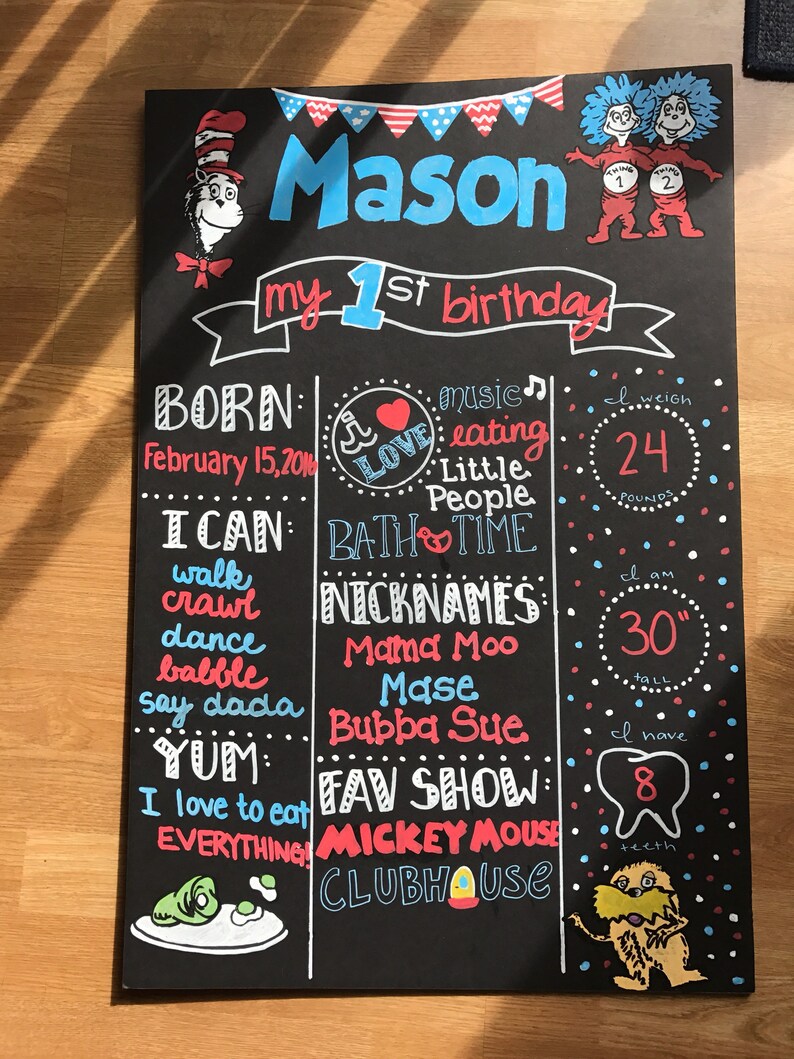 Mason
THING 1
THING 2
my 1st birthday
BORN:
February 15, 2016
I CAN:
walk
crawl
dance
babble
say dada
YUM:
I love to eat
EVERYTHING!
i
LOVE
music
eating
Little
People
BATH TIME
NICKNAMES:
Mama Moo
Mase
Bubba Sue
FAV SHOW:
MICKEY MOUSE
CLUBHOUSE
I weigh
24
POUNDS
I am
30"
tall
I have
8
teeth